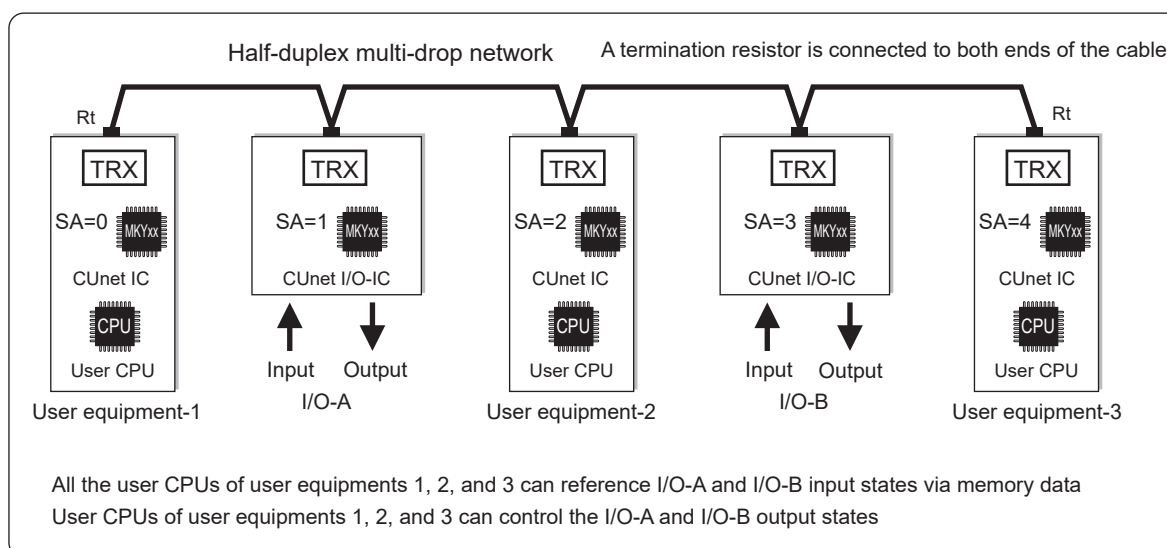 Half-duplex multi-drop network
A termination resistor is connected to both ends of the cable
Rt
Rt
TRX
TRX
TRX
TRX
TRX
SA=0
MKYxx
SA=1
MKYxx
SA=2
MKYxx
SA=3
MKYxx
SA=4
MKYxx
CUnet IC
CUnet I/O-IC
CUnet IC
CUnet I/O-IC
CUnet IC
CPU
CPU
CPU
User CPU
Input
Output
User CPU
Input
Output
User CPU
User equipment-1
I/O-A
User equipment-2
I/O-B
User equipment-3
All the user CPUs of user equipments 1, 2, and 3 can reference I/O-A and I/O-B input states via memory data
User CPUs of user equipments 1, 2, and 3 can control the I/O-A and I/O-B output states